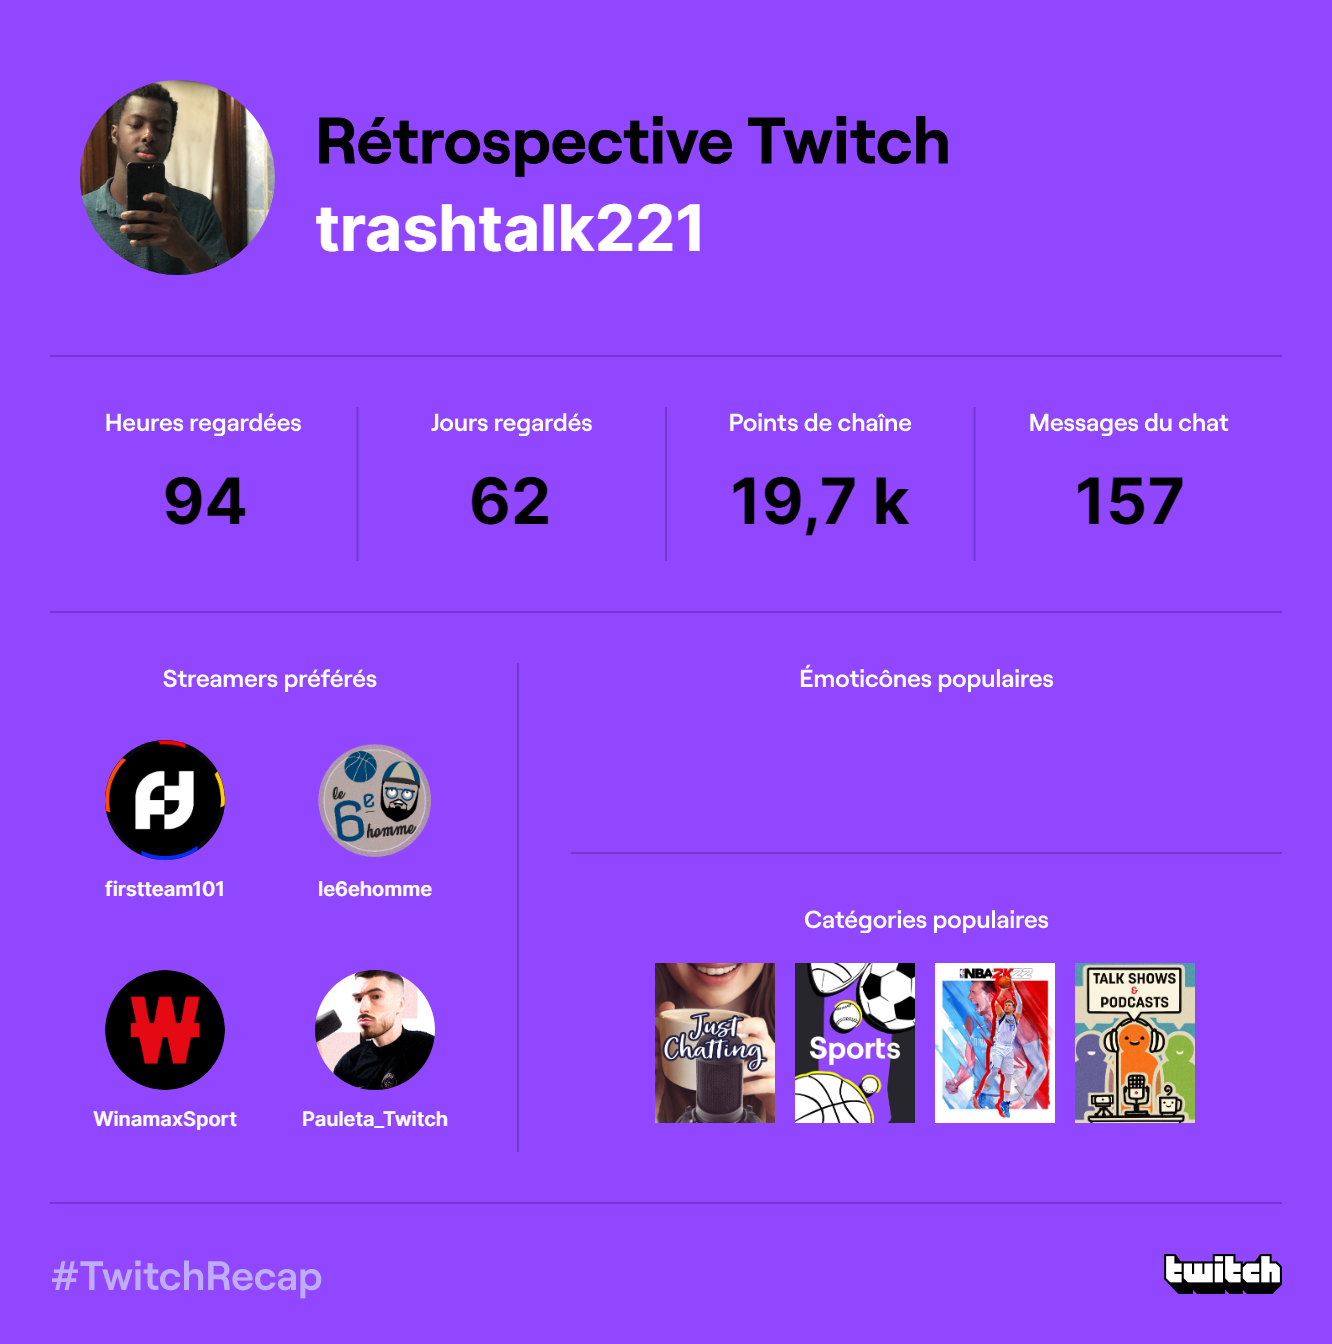 Rétrospective Twitch
trashtalk221
Heures regardées
94
Jours regardés
62
Points de chaîne
19,7 k
Messages du chat
157
Streamers préférés
firstteam101
le 6e homme
le6ehomme
W
WinamaxSport
Pauleta_Twitch
Émoticônes populaires
Catégories populaires
Just
Chatting
Sports
NBA 2K22
TALK SHOWS
&
PODCASTS
#TwitchRecap
twitch